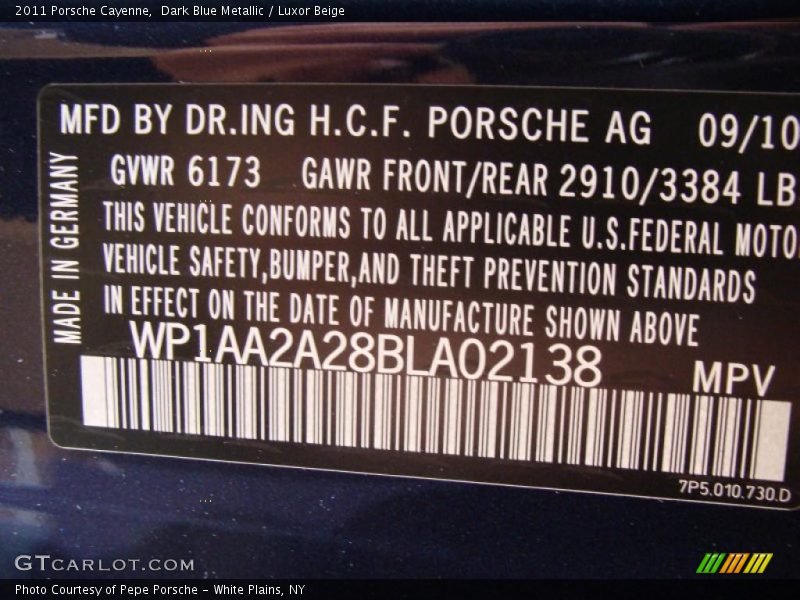 2011 Porsche Cayenne,  Dark Blue Metallic / Luxor Beige
MFD BY DR.ING H.C.F. PORSCHE AG 09/10
GVWR 6173 GAWR FRONT/REAR 2910/3384 LB
THIS VEHICLE CONFORMS TO ALL APPLICABLE U.S.FEDERAL MOTO
VEHICLE SAFETY,BUMPER,AND THEFT PREVENTION STANDARDS
IN EFFECT ON THE DATE OF MANUFACTURE SHOWN ABOVE
MADE IN GERMANY
WP1AA2A28BLA02138 MPV
7P5.010.730.D
GTCARLOT.COM
Photo Courtesy of Pepe Porsche – White Plains, NY